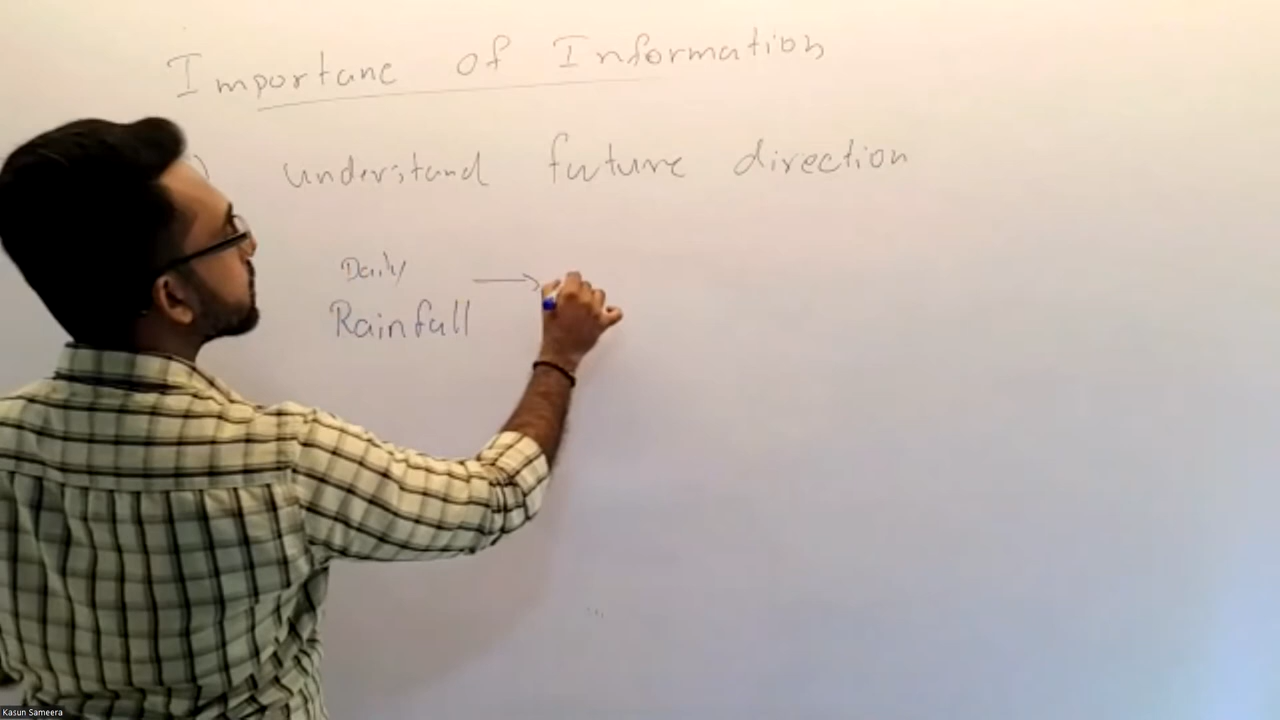 Importanc of Information
) understand future direction
Daily
Rainfall
Kasun Sameera